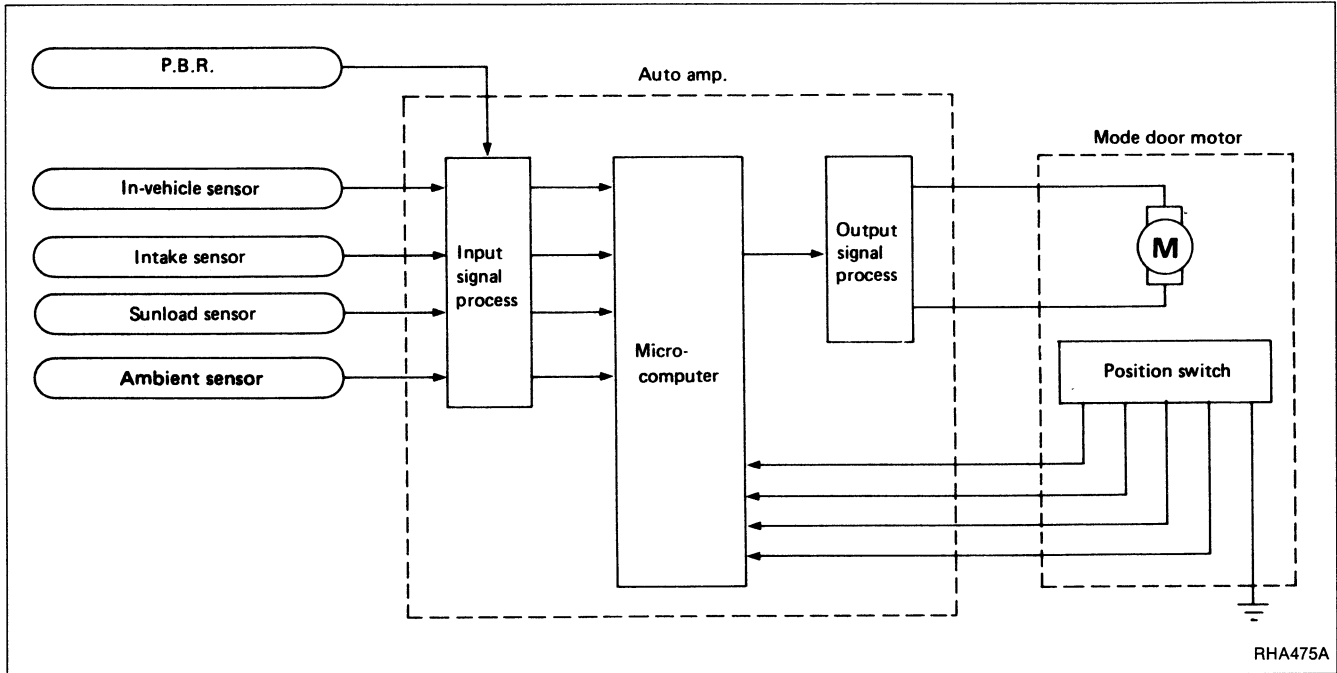 P.B.R.
Auto amp.
Mode door motor
In-vehicle sensor
Intake sensor
Sunload sensor
Ambient sensor
Input
signal
process
Micro-
computer
Output
signal
process
M
Position switch
RHA475A